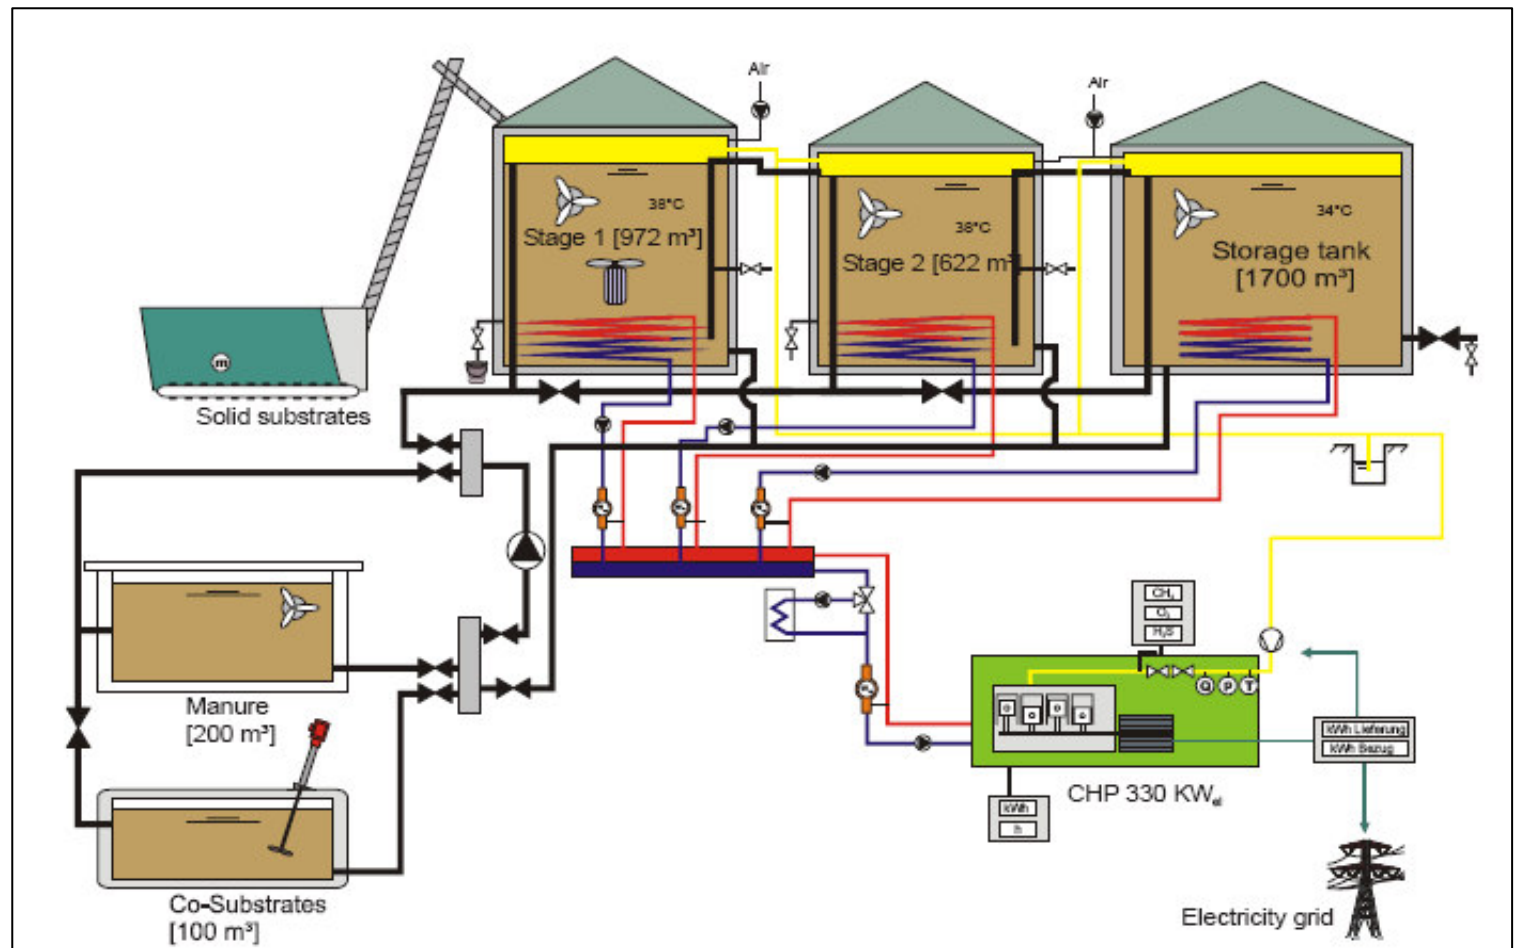 Air
Air
38°C
Stage 1 [972 m³]
38°C
Stage 2 [622 m³]
34°C
Storage tank
[1700 m³]
m
Solid substrates
Manure
[200 m³]
Co-Substrates
[100 m³]
CH₄
O₂
H₂S
Q P T
kWh Lieferung
kWh Bezug
CHP 330 KWel
kWh
h
Electricity grid